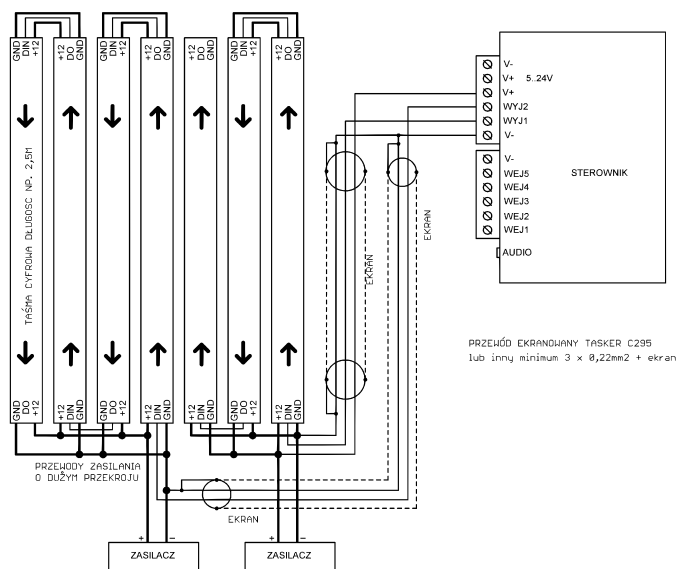 GND DIN +12 +12 DO GND GND DIN +12 +12 DO GND +12 DO GND GND DIN +12 +12 DO GND
TAŚMA CYFROWA DŁUGOSC NP. 2,5M
GND DO +12 +12 DIN GND GND DO +12 +12 DIN GND +12 DIN GND GND DO +12 +12 DIN GND
PRZEWODY ZASILANIA
O DUŻYM PRZEKROJU
EKRAN
EKRAN
EKRAN
+ −
ZASILACZ
+ −
ZASILACZ
V-
V+ 5..24V
V+
WYJ2
WYJ1
V-
V-
WEJ5
WEJ4
WEJ3
WEJ2
WEJ1
AUDIO
STEROWNIK
PRZEWÓD EKRANOWANY TASKER C295
lub inny minimum 3 x 0,22mm2 + ekran